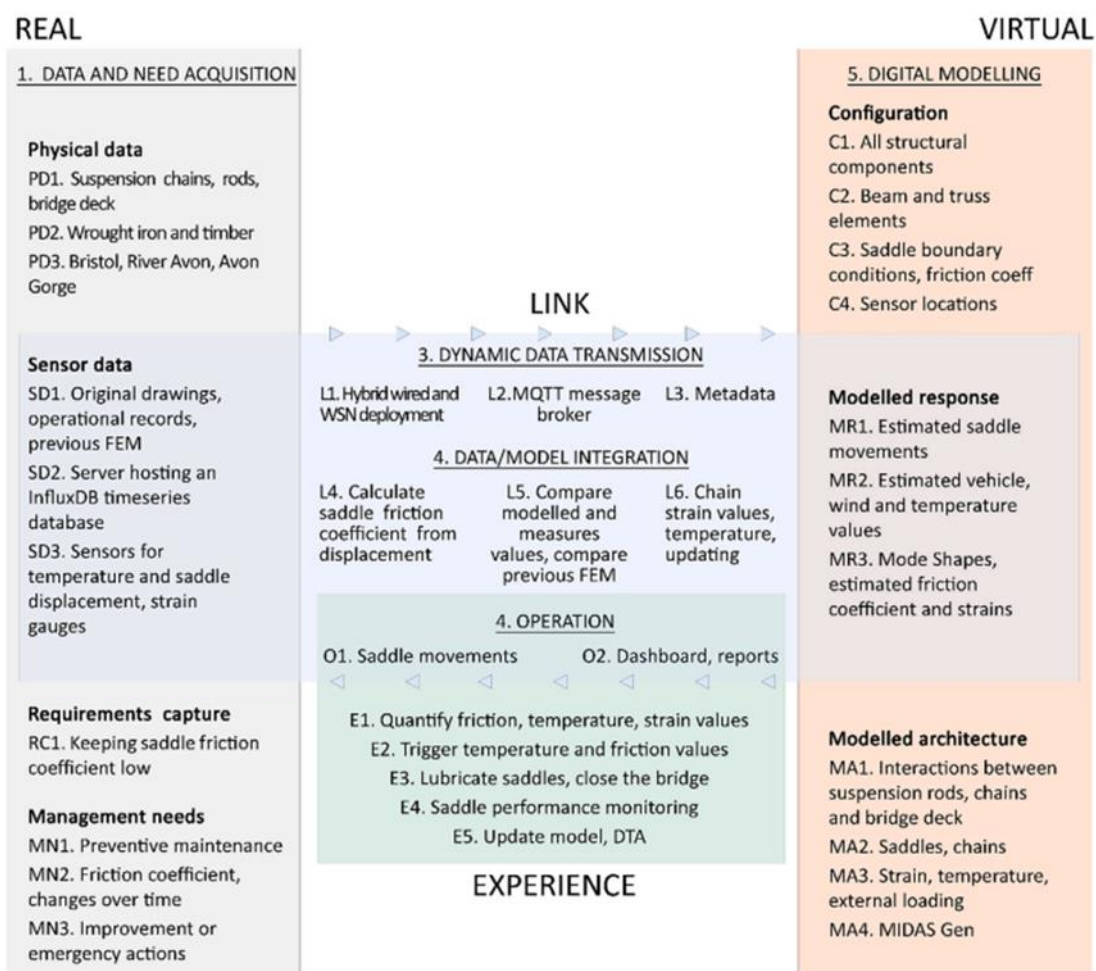 REAL
VIRTUAL
1. DATA AND NEED ACQUISITION
Physical data
PD1. Suspension chains, rods,
bridge deck
PD2. Wrought iron and timber
PD3. Bristol, River Avon, Avon
Gorge
Sensor data
SD1. Original drawings,
operational records,
previous FEM
SD2. Server hosting an
InfluxDB timeseries
database
SD3. Sensors for
temperature and saddle
displacement, strain
gauges
Requirements capture
RC1. Keeping saddle friction
coefficient low
Management needs
MN1. Preventive maintenance
MN2. Friction coefficient,
changes over time
MN3. Improvement or
emergency actions
LINK
3. DYNAMIC DATA TRANSMISSION
L1. Hybrid wired and
WSN deployment
L2.MQTT message
broker
L3. Metadata
4. DATA/MODEL INTEGRATION
L4. Calculate
saddle friction
coefficient from
displacement
L5. Compare
modelled and
measures
values, compare
previous FEM
L6. Chain
strain values,
temperature,
updating
4. OPERATION
O1. Saddle movements
O2. Dashboard, reports
E1. Quantify friction, temperature, strain values
E2. Trigger temperature and friction values
E3. Lubricate saddles, close the bridge
E4. Saddle performance monitoring
E5. Update model, DTA
EXPERIENCE
5. DIGITAL MODELLING
Configuration
C1. All structural
components
C2. Beam and truss
elements
C3. Saddle boundary
conditions, friction coeff
C4. Sensor locations
Modelled response
MR1. Estimated saddle
movements
MR2. Estimated vehicle,
wind and temperature
values
MR3. Mode Shapes,
estimated friction
coefficient and strains
Modelled architecture
MA1. Interactions between
suspension rods, chains
and bridge deck
MA2. Saddles, chains
MA3. Strain, temperature,
external loading
MA4. MIDAS Gen